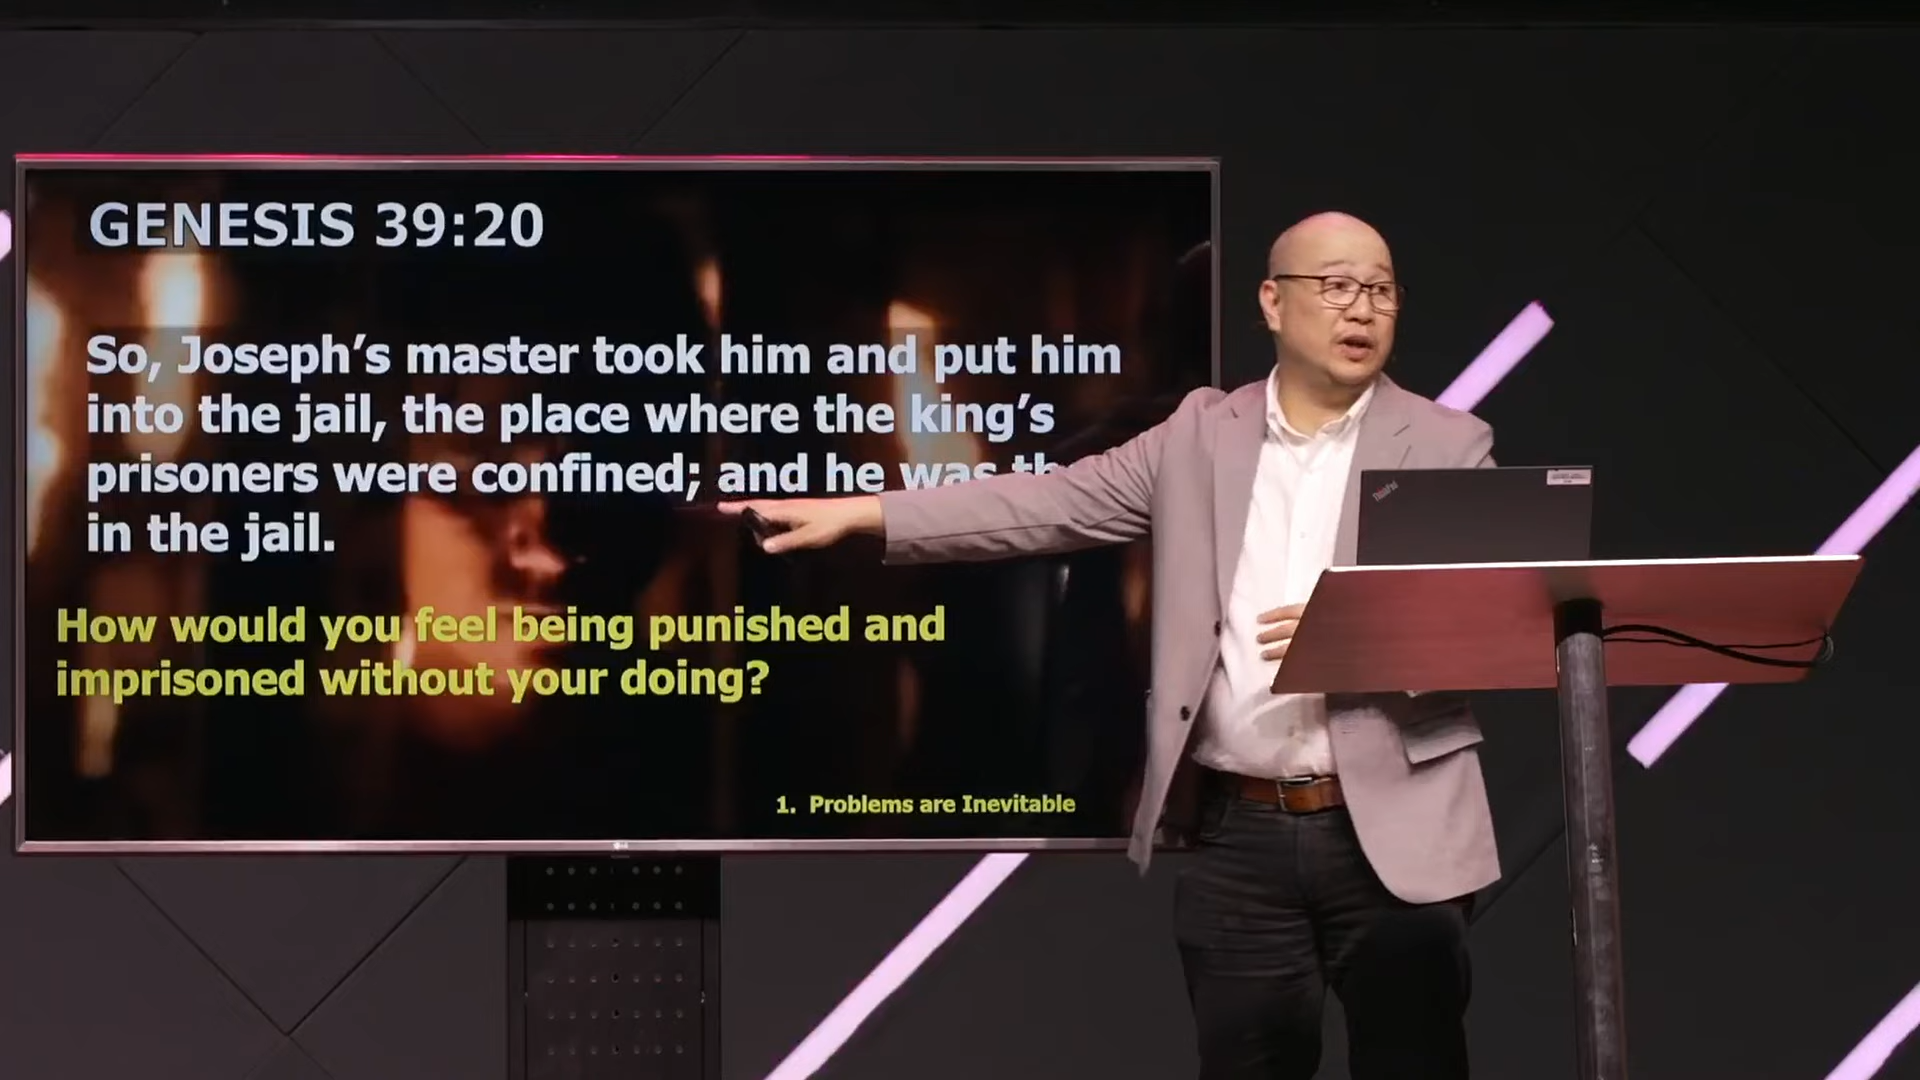 GENESIS 39:20
So, Joseph’s master took him and put him
into the jail, the place where the king’s
prisoners were confined; and he was
in the jail.
How would you feel being punished and
imprisoned without your doing?
1. Problems are Inevitable
LG
ThinkPad